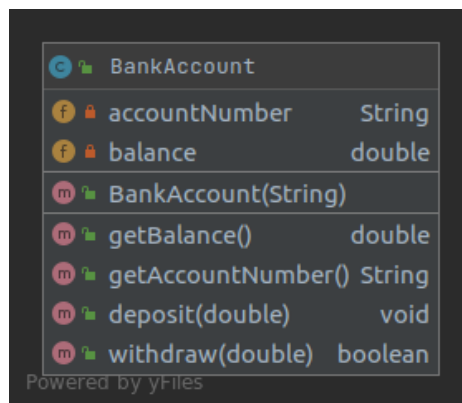 BankAccount
accountNumber String
balance double
BankAccount(String)
getBalance() double
getAccountNumber() String
deposit(double) void
withdraw(double) boolean
Powered by yFiles